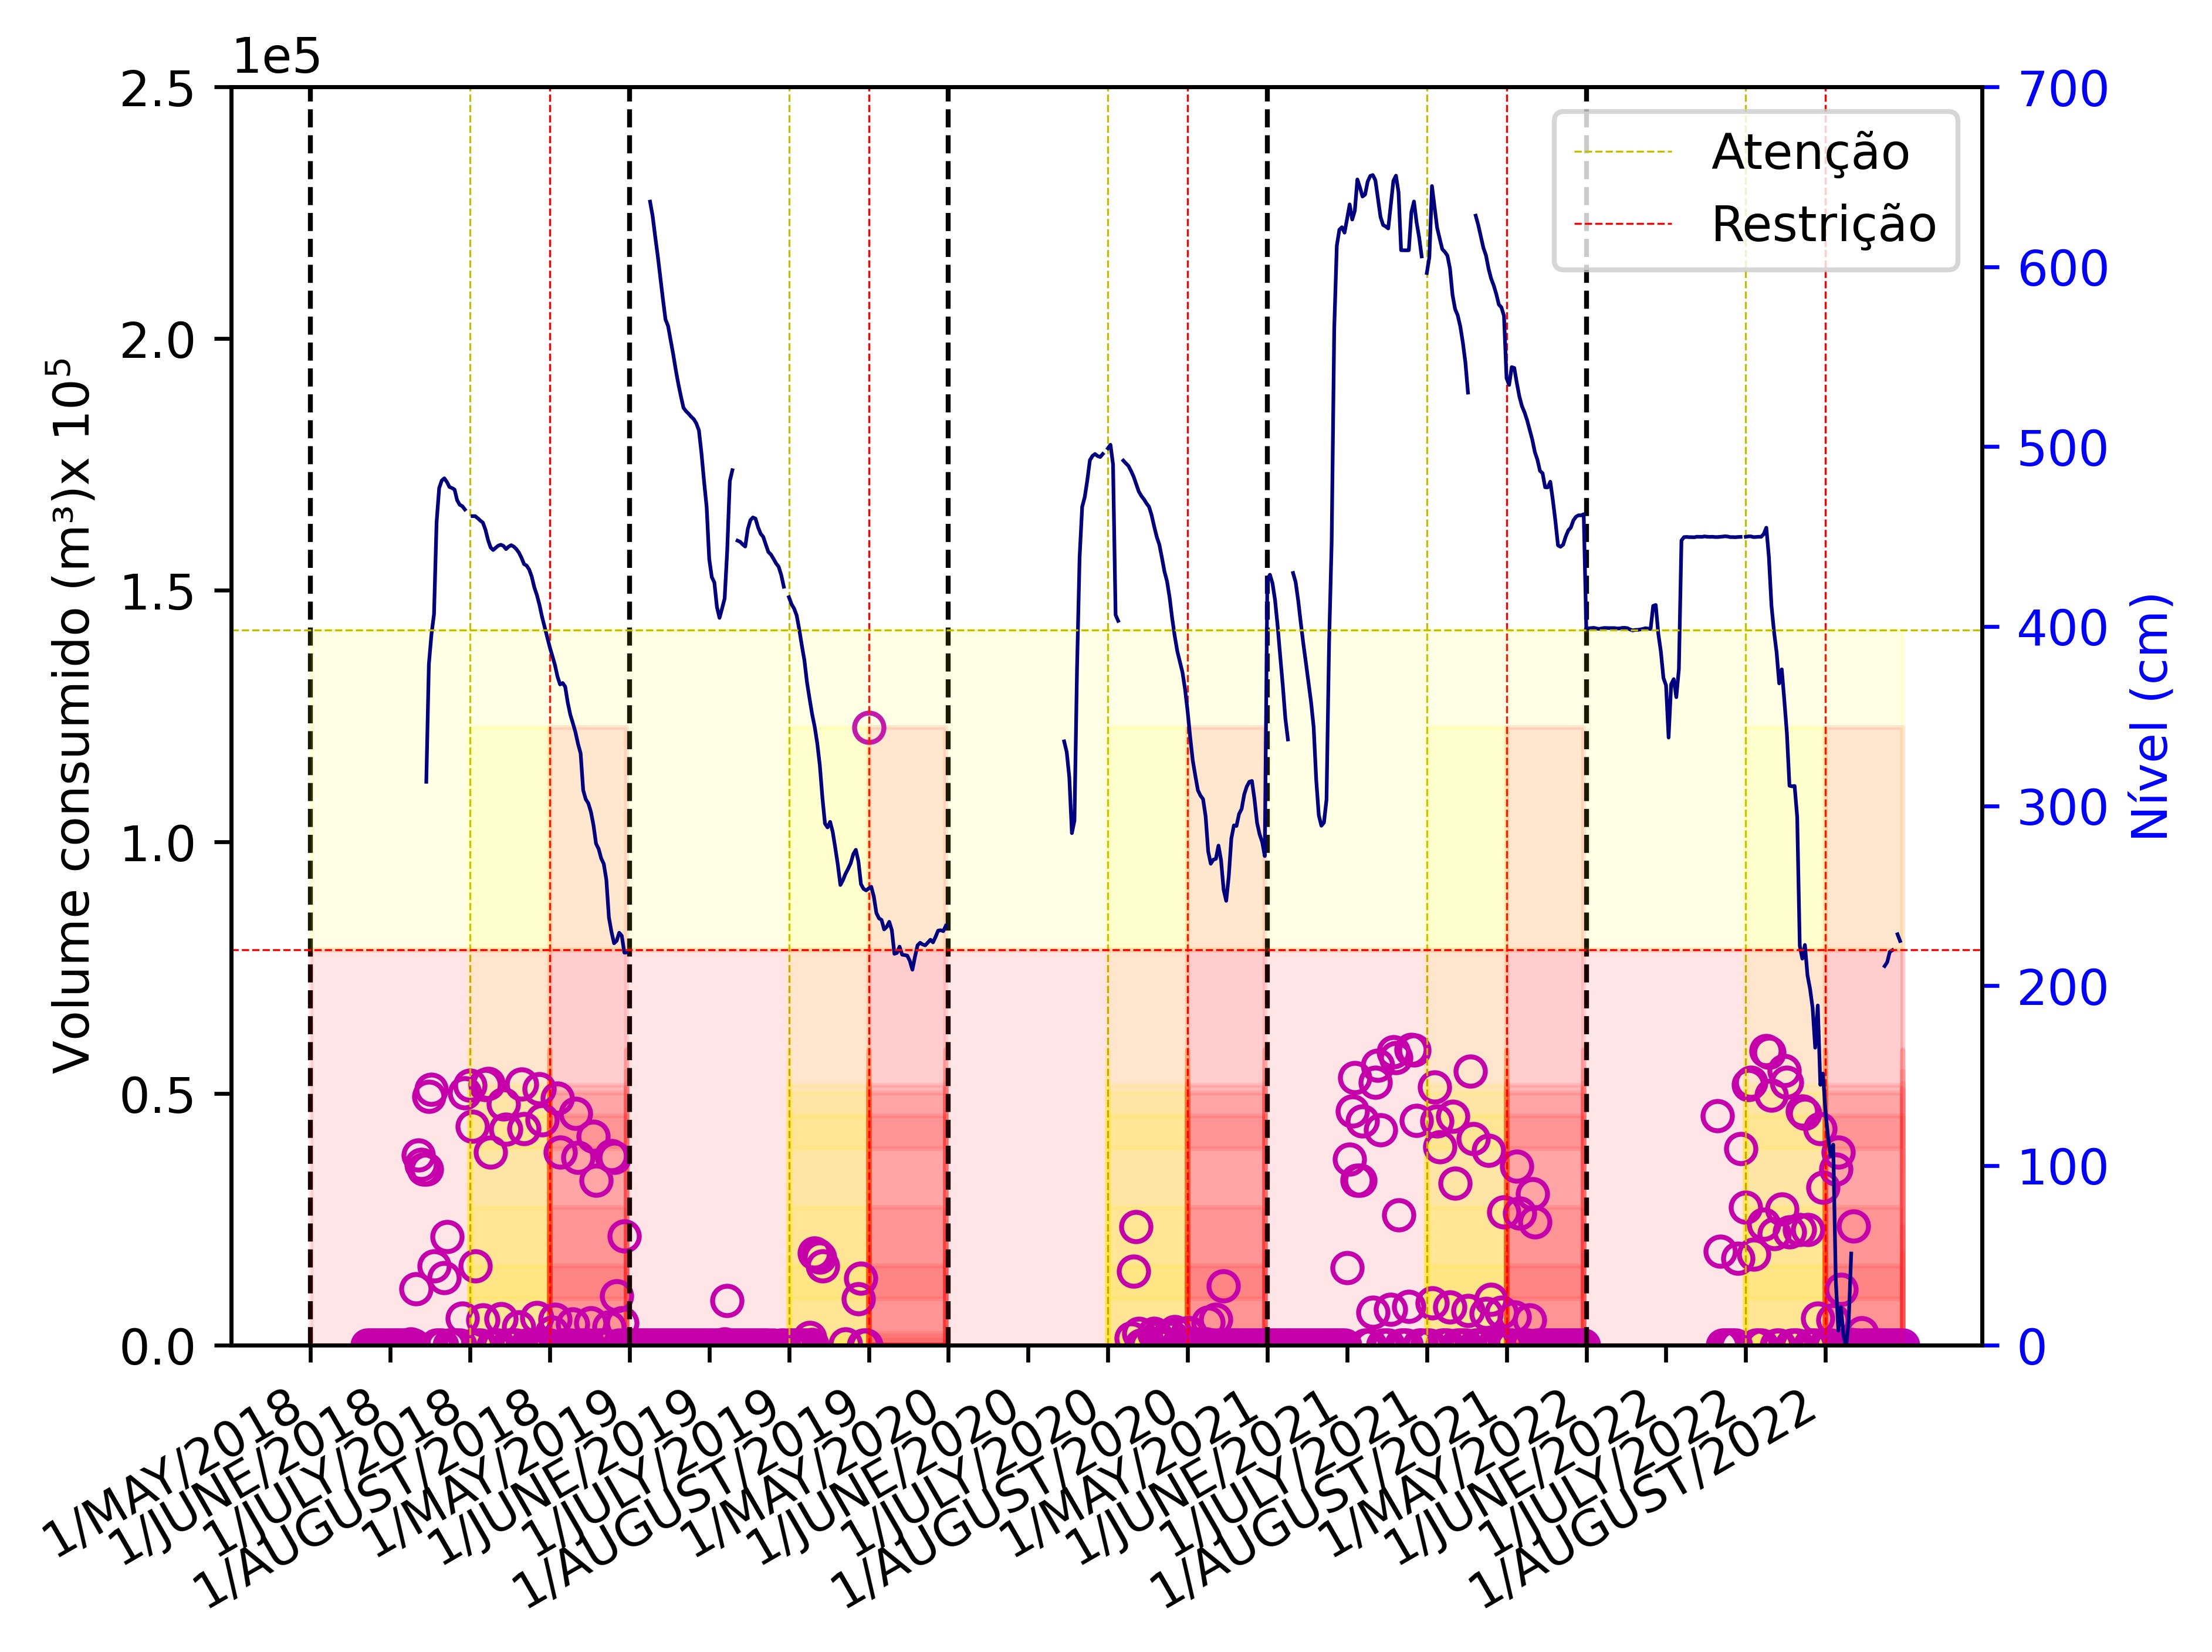 1e5
2.5
2.0
1.5
1.0
0.5
0.0
Volume consumido (m³)x 10⁵
700
600
500
400
300
200
100
0
Nível (cm)
Atenção
Restrição
1/MAY/2018
1/JUNE/2018
1/JULY/2018
1/AUGUST/2018
1/MAY/2019
1/JUNE/2019
1/JULY/2019
1/AUGUST/2019
1/MAY/2020
1/JUNE/2020
1/JULY/2020
1/AUGUST/2020
1/MAY/2021
1/JUNE/2021
1/JULY/2021
1/AUGUST/2021
1/MAY/2022
1/JUNE/2022
1/JULY/2022
1/AUGUST/2022